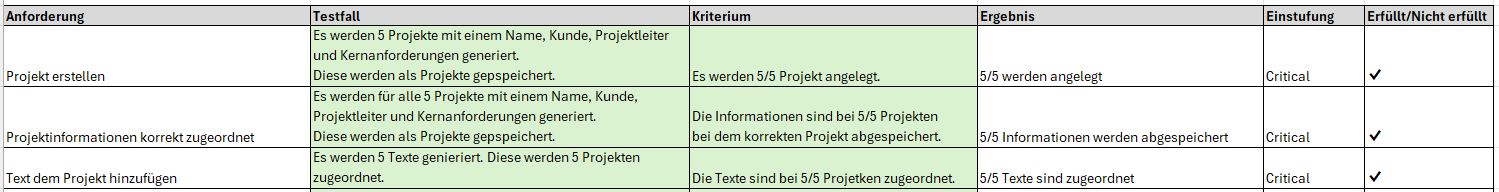 Anforderung Testfall Kriterium Ergebnis Einstufung Erfüllt/Nicht erfüllt
Es werden 5 Projekte mit einem Name, Kunde, Projektleiter
und Kernanforderungen generiert.
Projekt erstellen Diese werden als Projekte gepspeichert. Es werden 5/5 Projekt angelegt. 5/5 werden angelegt Critical ✓
Es werden für alle 5 Projekte mit einem Name, Kunde,
Projektleiter und Kernanforderungen generiert. Die Informationen sind bei 5/5 Projekten
Projektinformationen korrekt zugeordnet Diese werden als Projekte gepspeichert. bei dem korrekten Projekt abgespeichert. 5/5 Informationen werden abgespeichert Critical ✓
Es werden 5 Texte genieriert. Diese werden 5 Projekten
Text dem Projekt hinzufügen zugeordnet. Die Texte sind bei 5/5 Projetken zugeordnet. 5/5 Texte sind zugeordnet Critical ✓